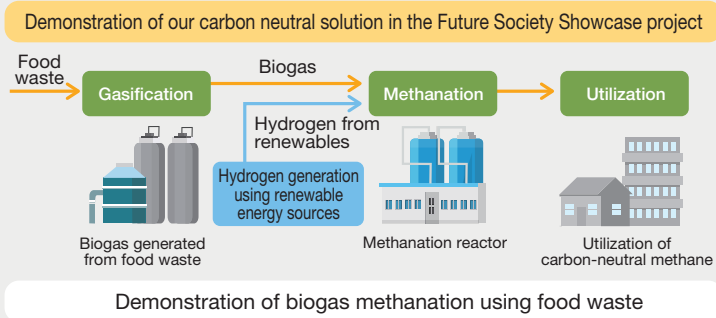 Demonstration of our carbon neutral solution in the Future Society Showcase project
Food
waste
Gasification
Biogas
Methanation
Utilization
Hydrogen from
renewables
Hydrogen generation
using renewable
energy sources
Biogas generated
from food waste
Methanation reactor
Utilization of
carbon-neutral methane
Demonstration of biogas methanation using food waste